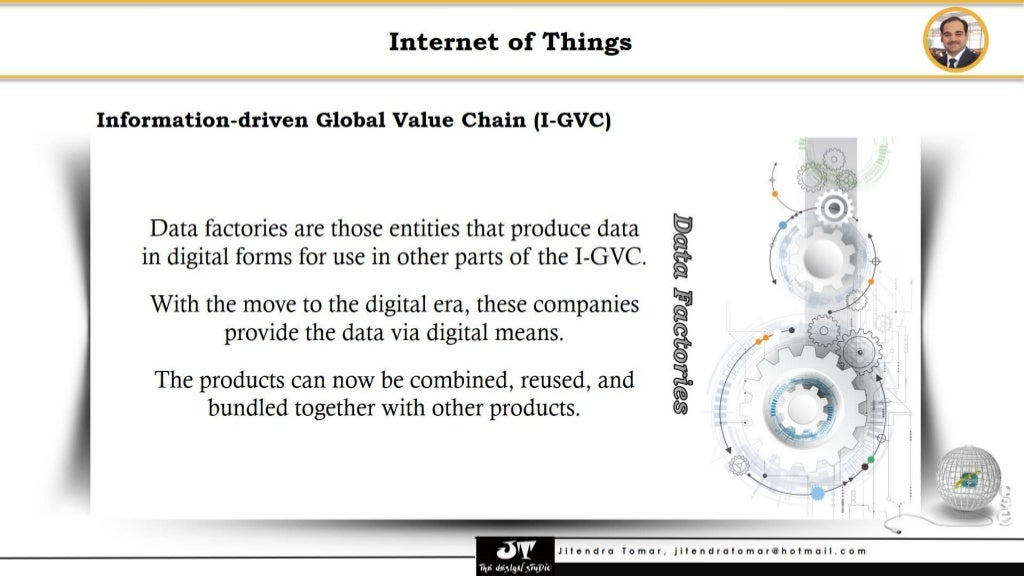 Internet of Things
Information-driven Global Value Chain (I-GVC)
Data factories are those entities that produce data
in digital forms for use in other parts of the I-GVC.
With the move to the digital era, these companies
provide the data via digital means.
The products can now be combined, reused, and
bundled together with other products.
Data Factories
JT
The design studio
Jitendra Tomar, jitendratomar@hotmail.com